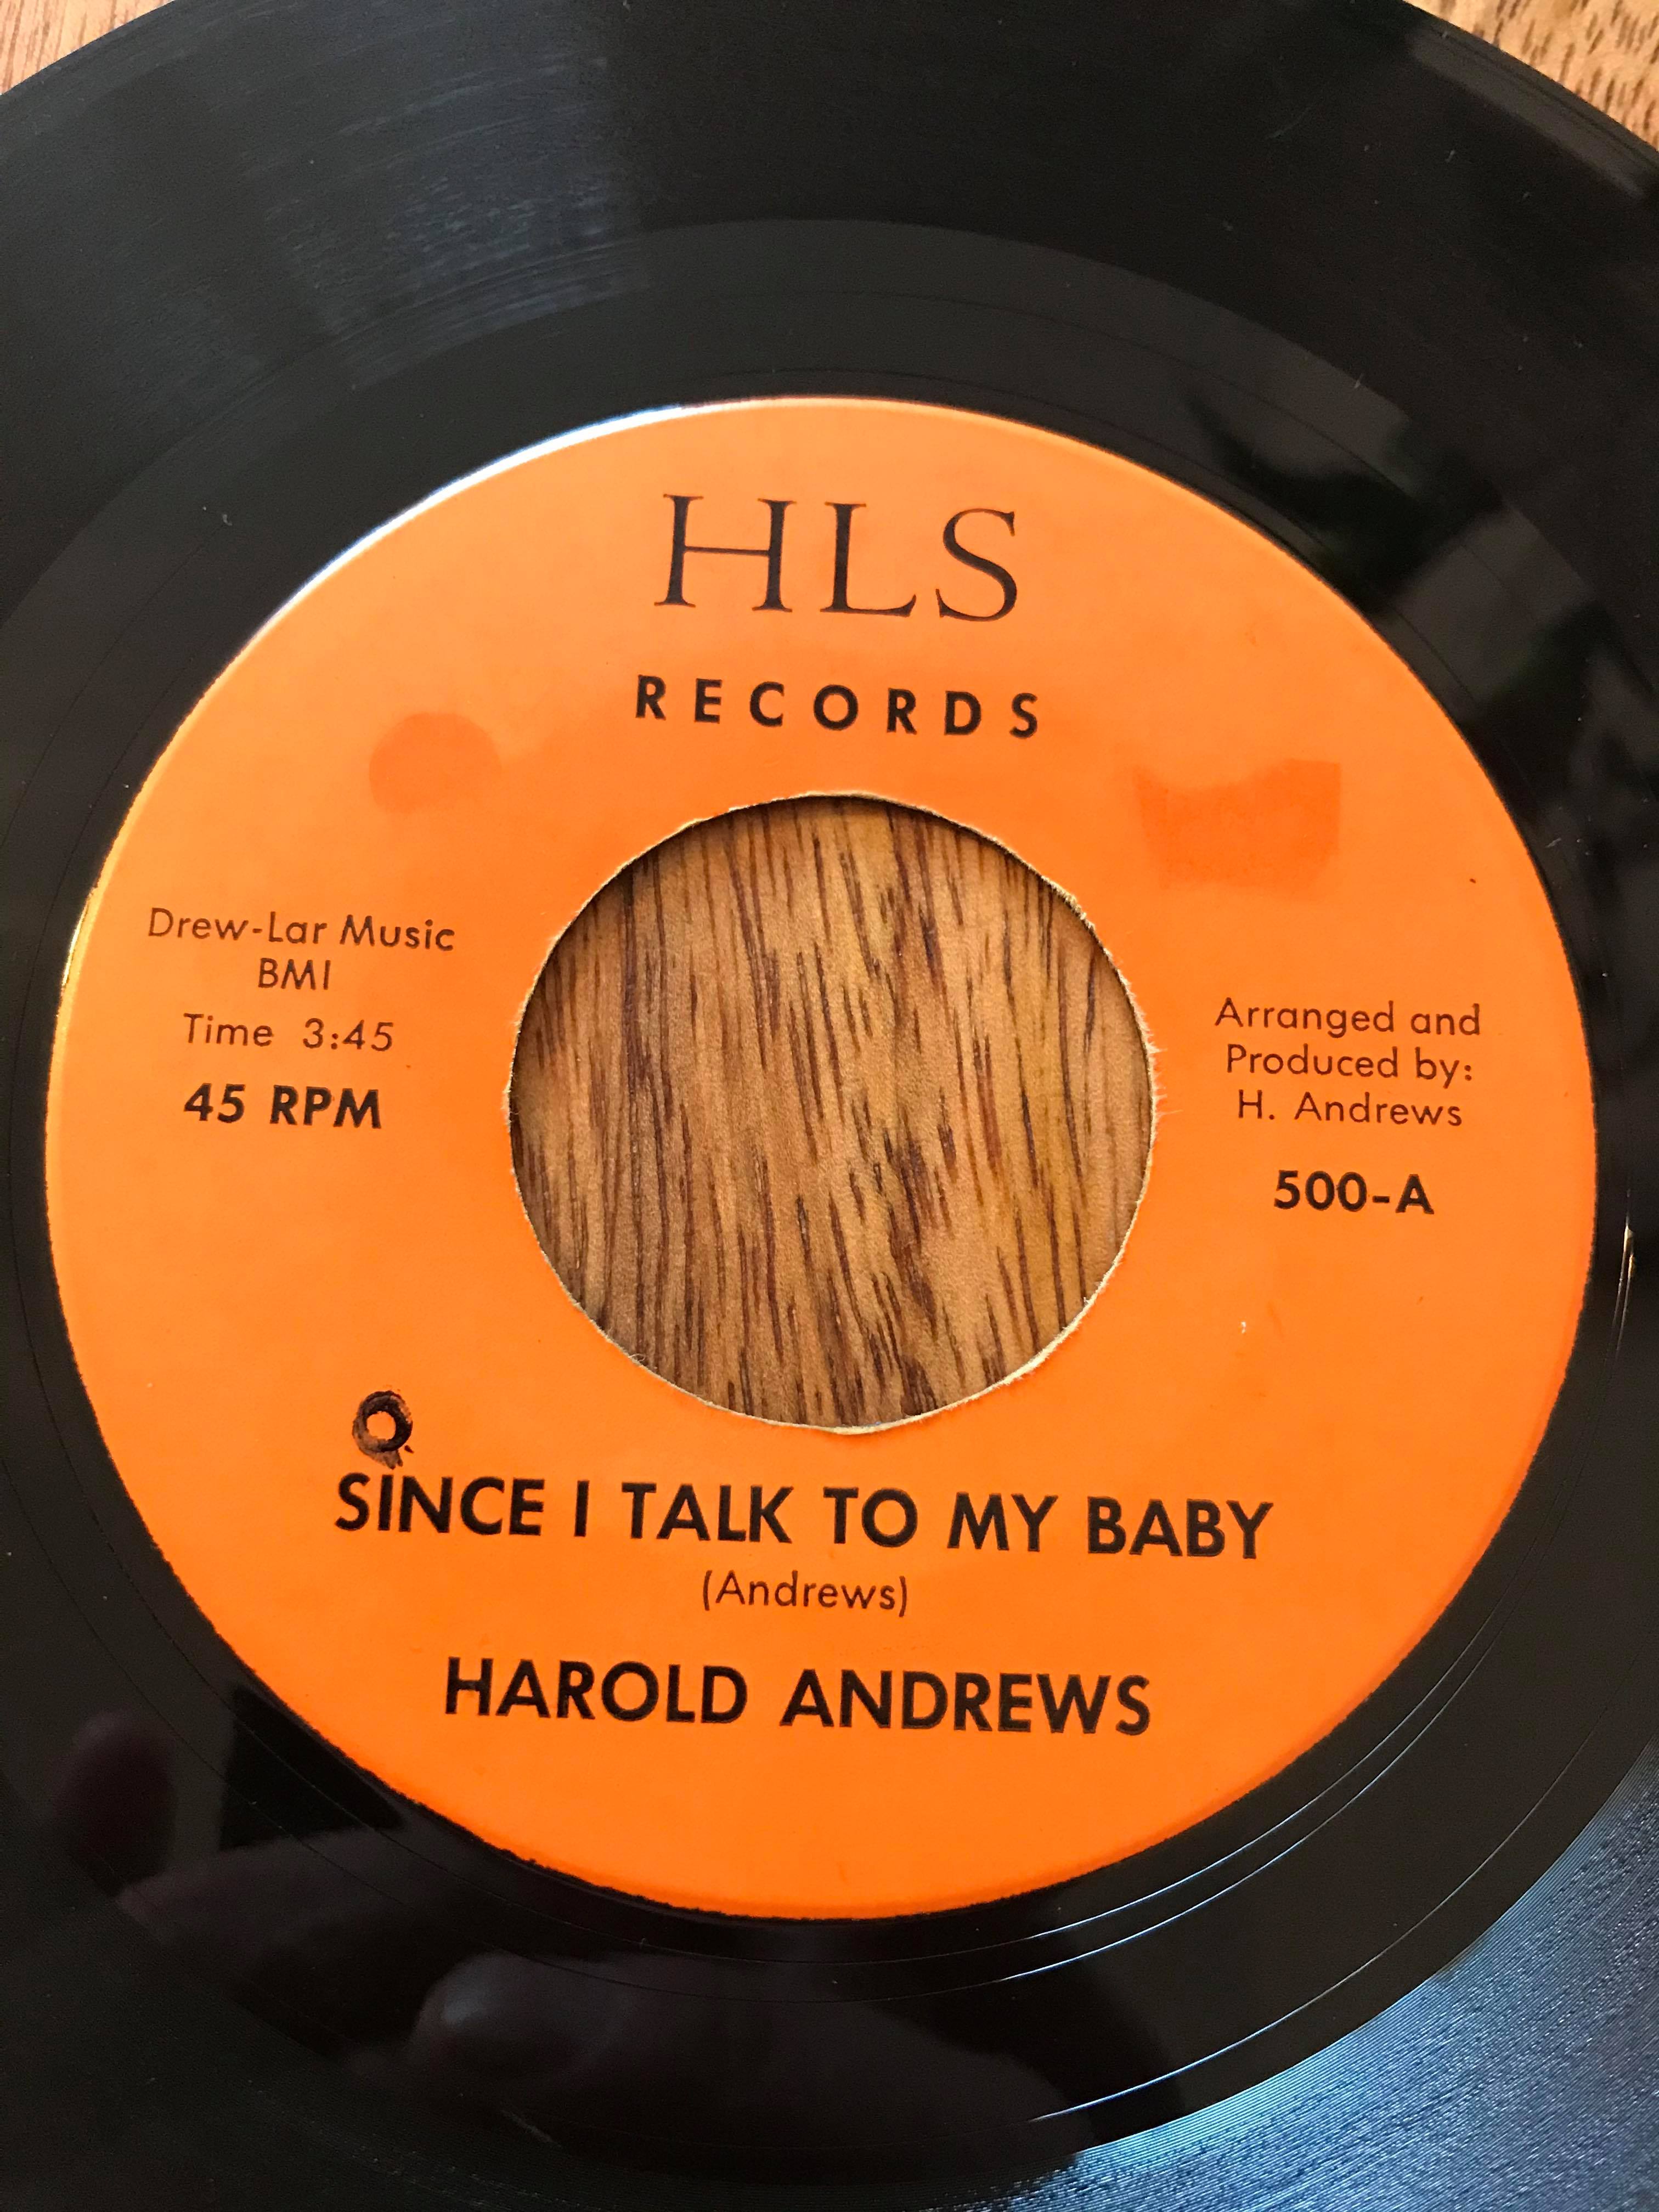 HLS
RECORDS
Drew-Lar Music
BMI
Time 3:45
45 RPM
Arranged and
Produced by:
H. Andrews
500-A
SINCE I TALK TO MY BABY
(Andrews)
HAROLD ANDREWS